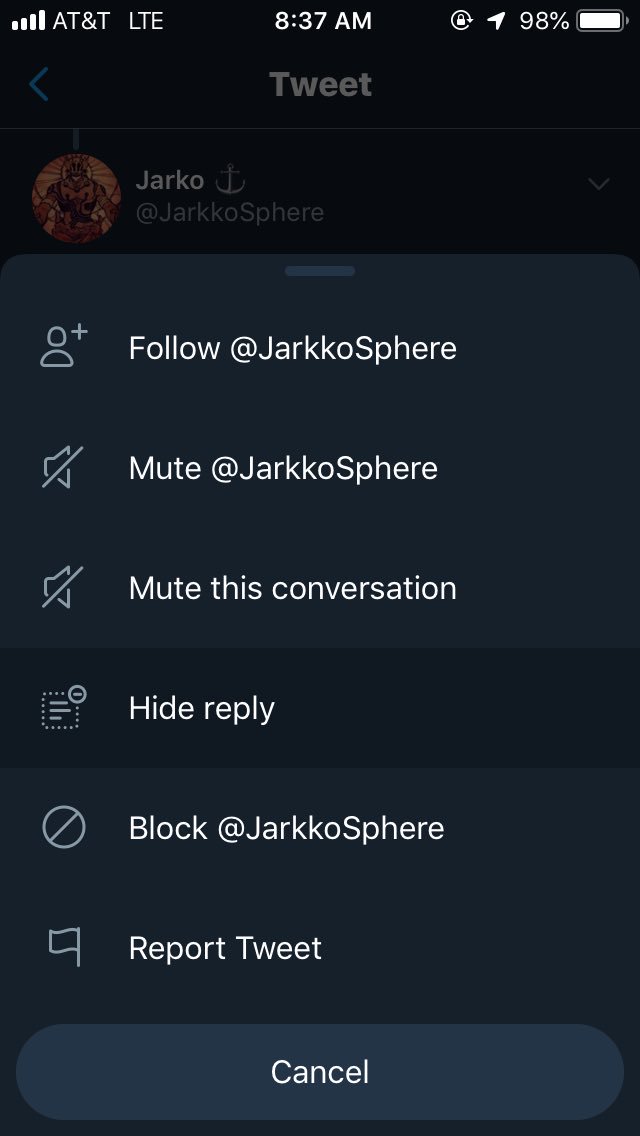 AT&T LTE 8:37 AM 98%
Tweet
Jarko ⚓
@JarkkoSphere
Follow @JarkkoSphere
Mute @JarkkoSphere
Mute this conversation
Hide reply
Block @JarkkoSphere
Report Tweet
Cancel